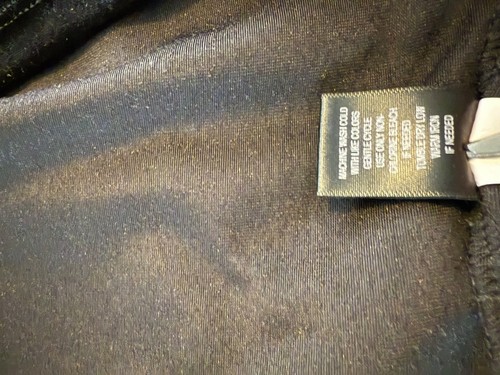 MACHINE WASH COLD
WITH LIKE COLORS
GENTLE CYCLE
USE ONLY NON-
CHLORINE BLEACH
IF NEEDED
TUMBLE DRY LOW
WARM IRON
IF NEEDED